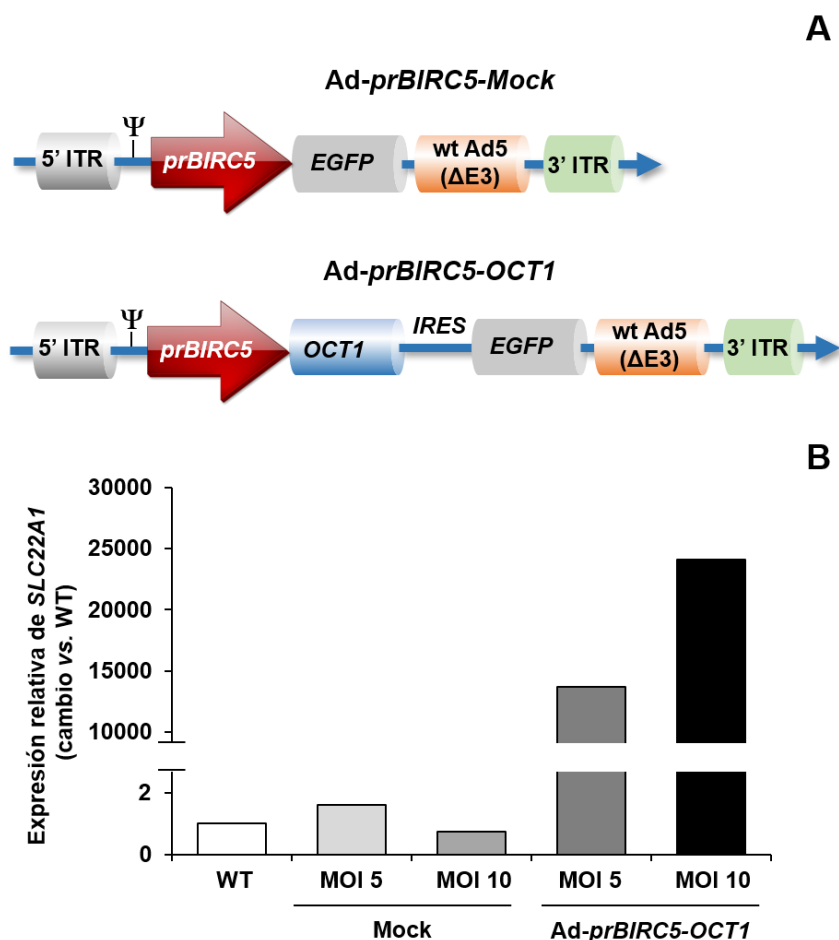 A
Ad-prBIRC5-Mock
5’ ITR
Ψ
prBIRC5
EGFP
wt Ad5
(ΔE3)
3’ ITR
Ad-prBIRC5-OCT1
5’ ITR
Ψ
prBIRC5
OCT1
IRES
EGFP
wt Ad5
(ΔE3)
3’ ITR
B
Expresión relativa de SLC22A1
(cambio vs. WT)
30000
25000
20000
15000
10000
2
0
WT
MOI 5
MOI 10
MOI 5
MOI 10
Mock
Ad-prBIRC5-OCT1